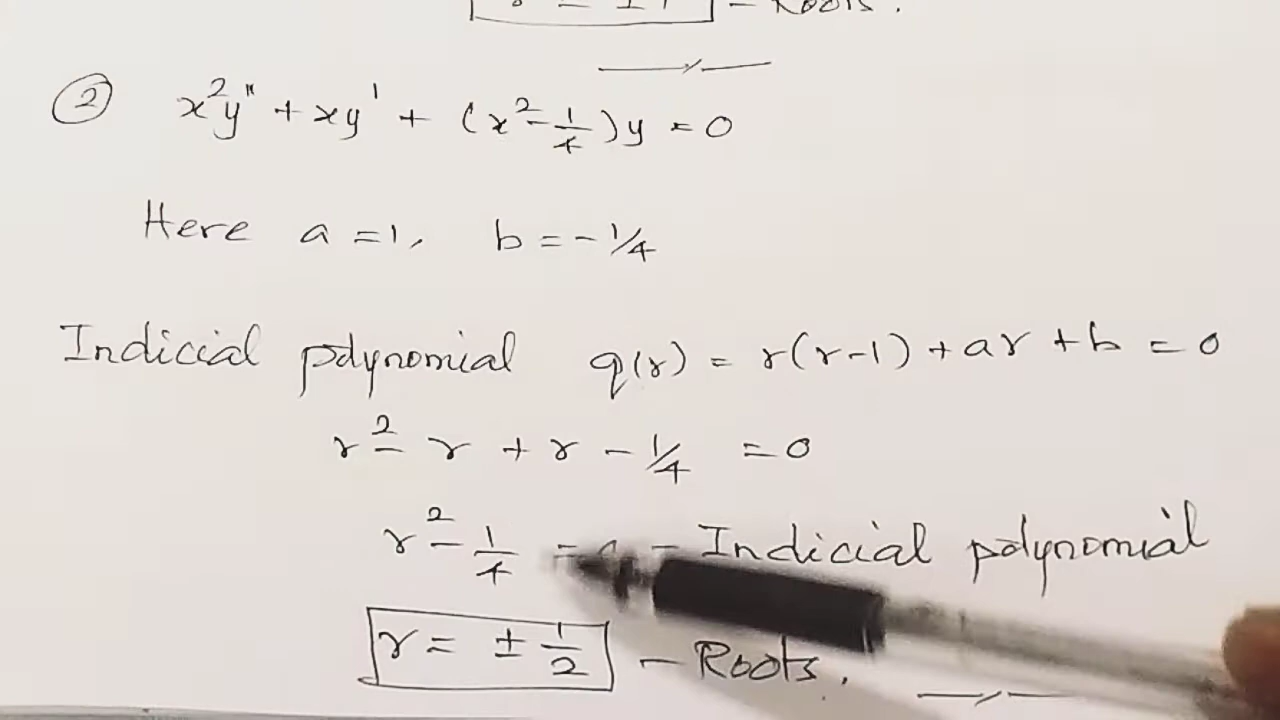 — Roots.
② x²y" + xy' + (x² - 1/4)y = 0
Here a = 1, b = - 1/4
Indicial polynomial q(r) = r(r-1) + ar + b = 0
r² - r + r - 1/4 = 0
r² - 1/4 = — Indicial polynomial
r = ± 1/2 — Roots.